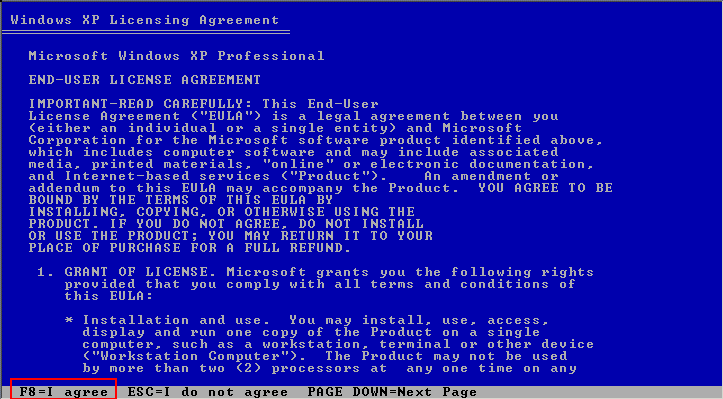 Windows XP Licensing Agreement
Microsoft Windows XP Professional
END-USER LICENSE AGREEMENT
IMPORTANT-READ CAREFULLY: This End-User
License Agreement ("EULA") is a legal agreement between you
(either an individual or a single entity) and Microsoft
Corporation for the Microsoft software product identified above,
which includes computer software and may include associated
media, printed materials, "online" or electronic documentation,
and Internet-based services ("Product"). An amendment or
addendum to this EULA may accompany the Product. YOU AGREE TO BE
BOUND BY THE TERMS OF THIS EULA BY
INSTALLING, COPYING, OR OTHERWISE USING THE
PRODUCT. IF YOU DO NOT AGREE, DO NOT INSTALL
OR USE THE PRODUCT; YOU MAY RETURN IT TO YOUR
PLACE OF PURCHASE FOR A FULL REFUND.
1. GRANT OF LICENSE. Microsoft grants you the following rights
provided that you comply with all terms and conditions of
this EULA:
* Installation and use. You may install, use, access,
display and run one copy of the Product on a single
computer, such as a workstation, terminal or other device
("Workstation Computer"). The Product may not be used
by more than two (2) processors at any one time on any
F8=I agree ESC=I do not agree PAGE DOWN=Next Page